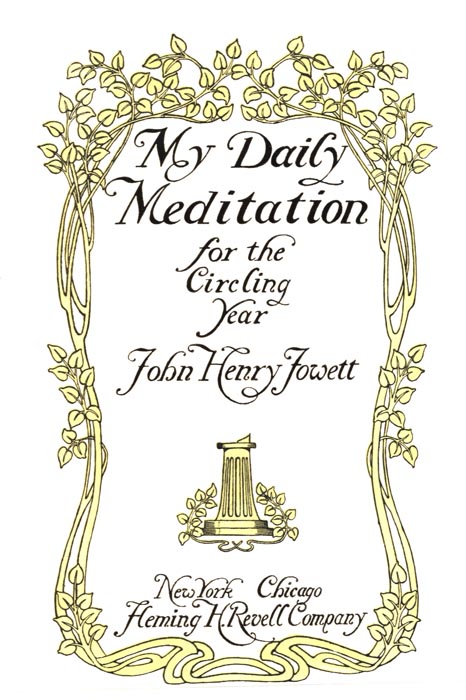 My Daily
Meditation
for the
Circling
Year
John Henry Jowett
New York Chicago
Fleming H Revell Company